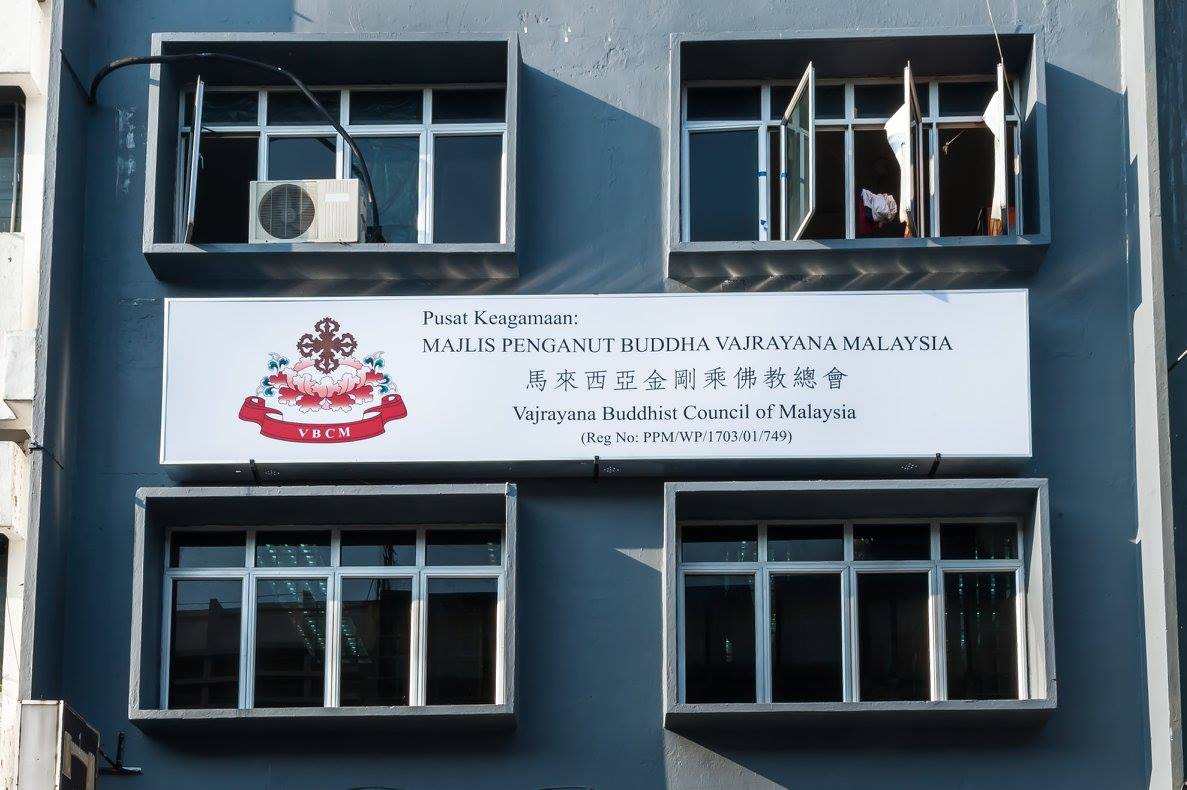 Pusat Keagamaan:
MAJLIS PENGANUT BUDDHA VAJRAYANA MALAYSIA
馬來西亞金剛乘佛教總會
Vajrayana Buddhist Council of Malaysia
(Reg No: PPM/WP/1703/01/749)
VBCM